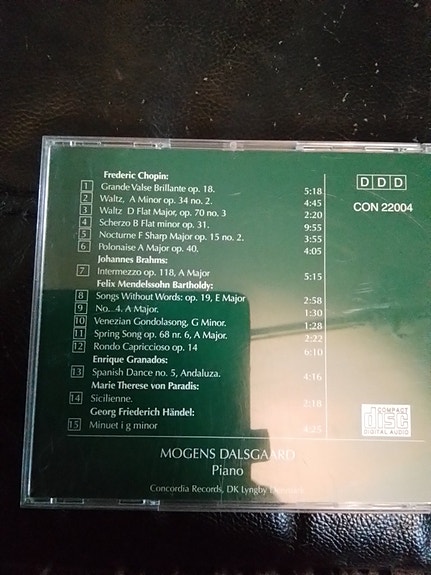 Frederic Chopin:
1 Grande Valse Brillante op. 18. 5:18
2 Waltz, A Minor op. 34 no. 2. 4:45
3 Waltz D Flat Major, op. 70 no. 3 2:20
4 Scherzo B Flat minor op. 31. 9:55
5 Nocturne F Sharp Major op. 15 no. 2. 3:55
6 Polonaise A Major op. 40. 4:05
Johannes Brahms:
7 Intermezzo op. 118, A Major 5:15
Felix Mendelssohn Bartholdy:
8 Songs Without Words: op. 19, E Major 2:58
9 No.. 4. A Major. 1:30
10 Venezian Gondolasong, G Minor. 1:28
11 Spring Song op. 68 nr. 6, A Major. 2:22
12 Rondo Capriccioso op. 14 6:10
Enrique Granados:
13 Spanish Dance no. 5, Andaluza. 4:16
Marie Therese von Paradis:
14 Sicilienne. 2:18
Georg Friederich Händel:
15 Minuet i g minor 4:25
DDD
CON 22004
COMPACT
disc
DIGITAL AUDIO
MOGENS DALSGAARD
Piano
Concordia Records, DK Lyngby Denmark